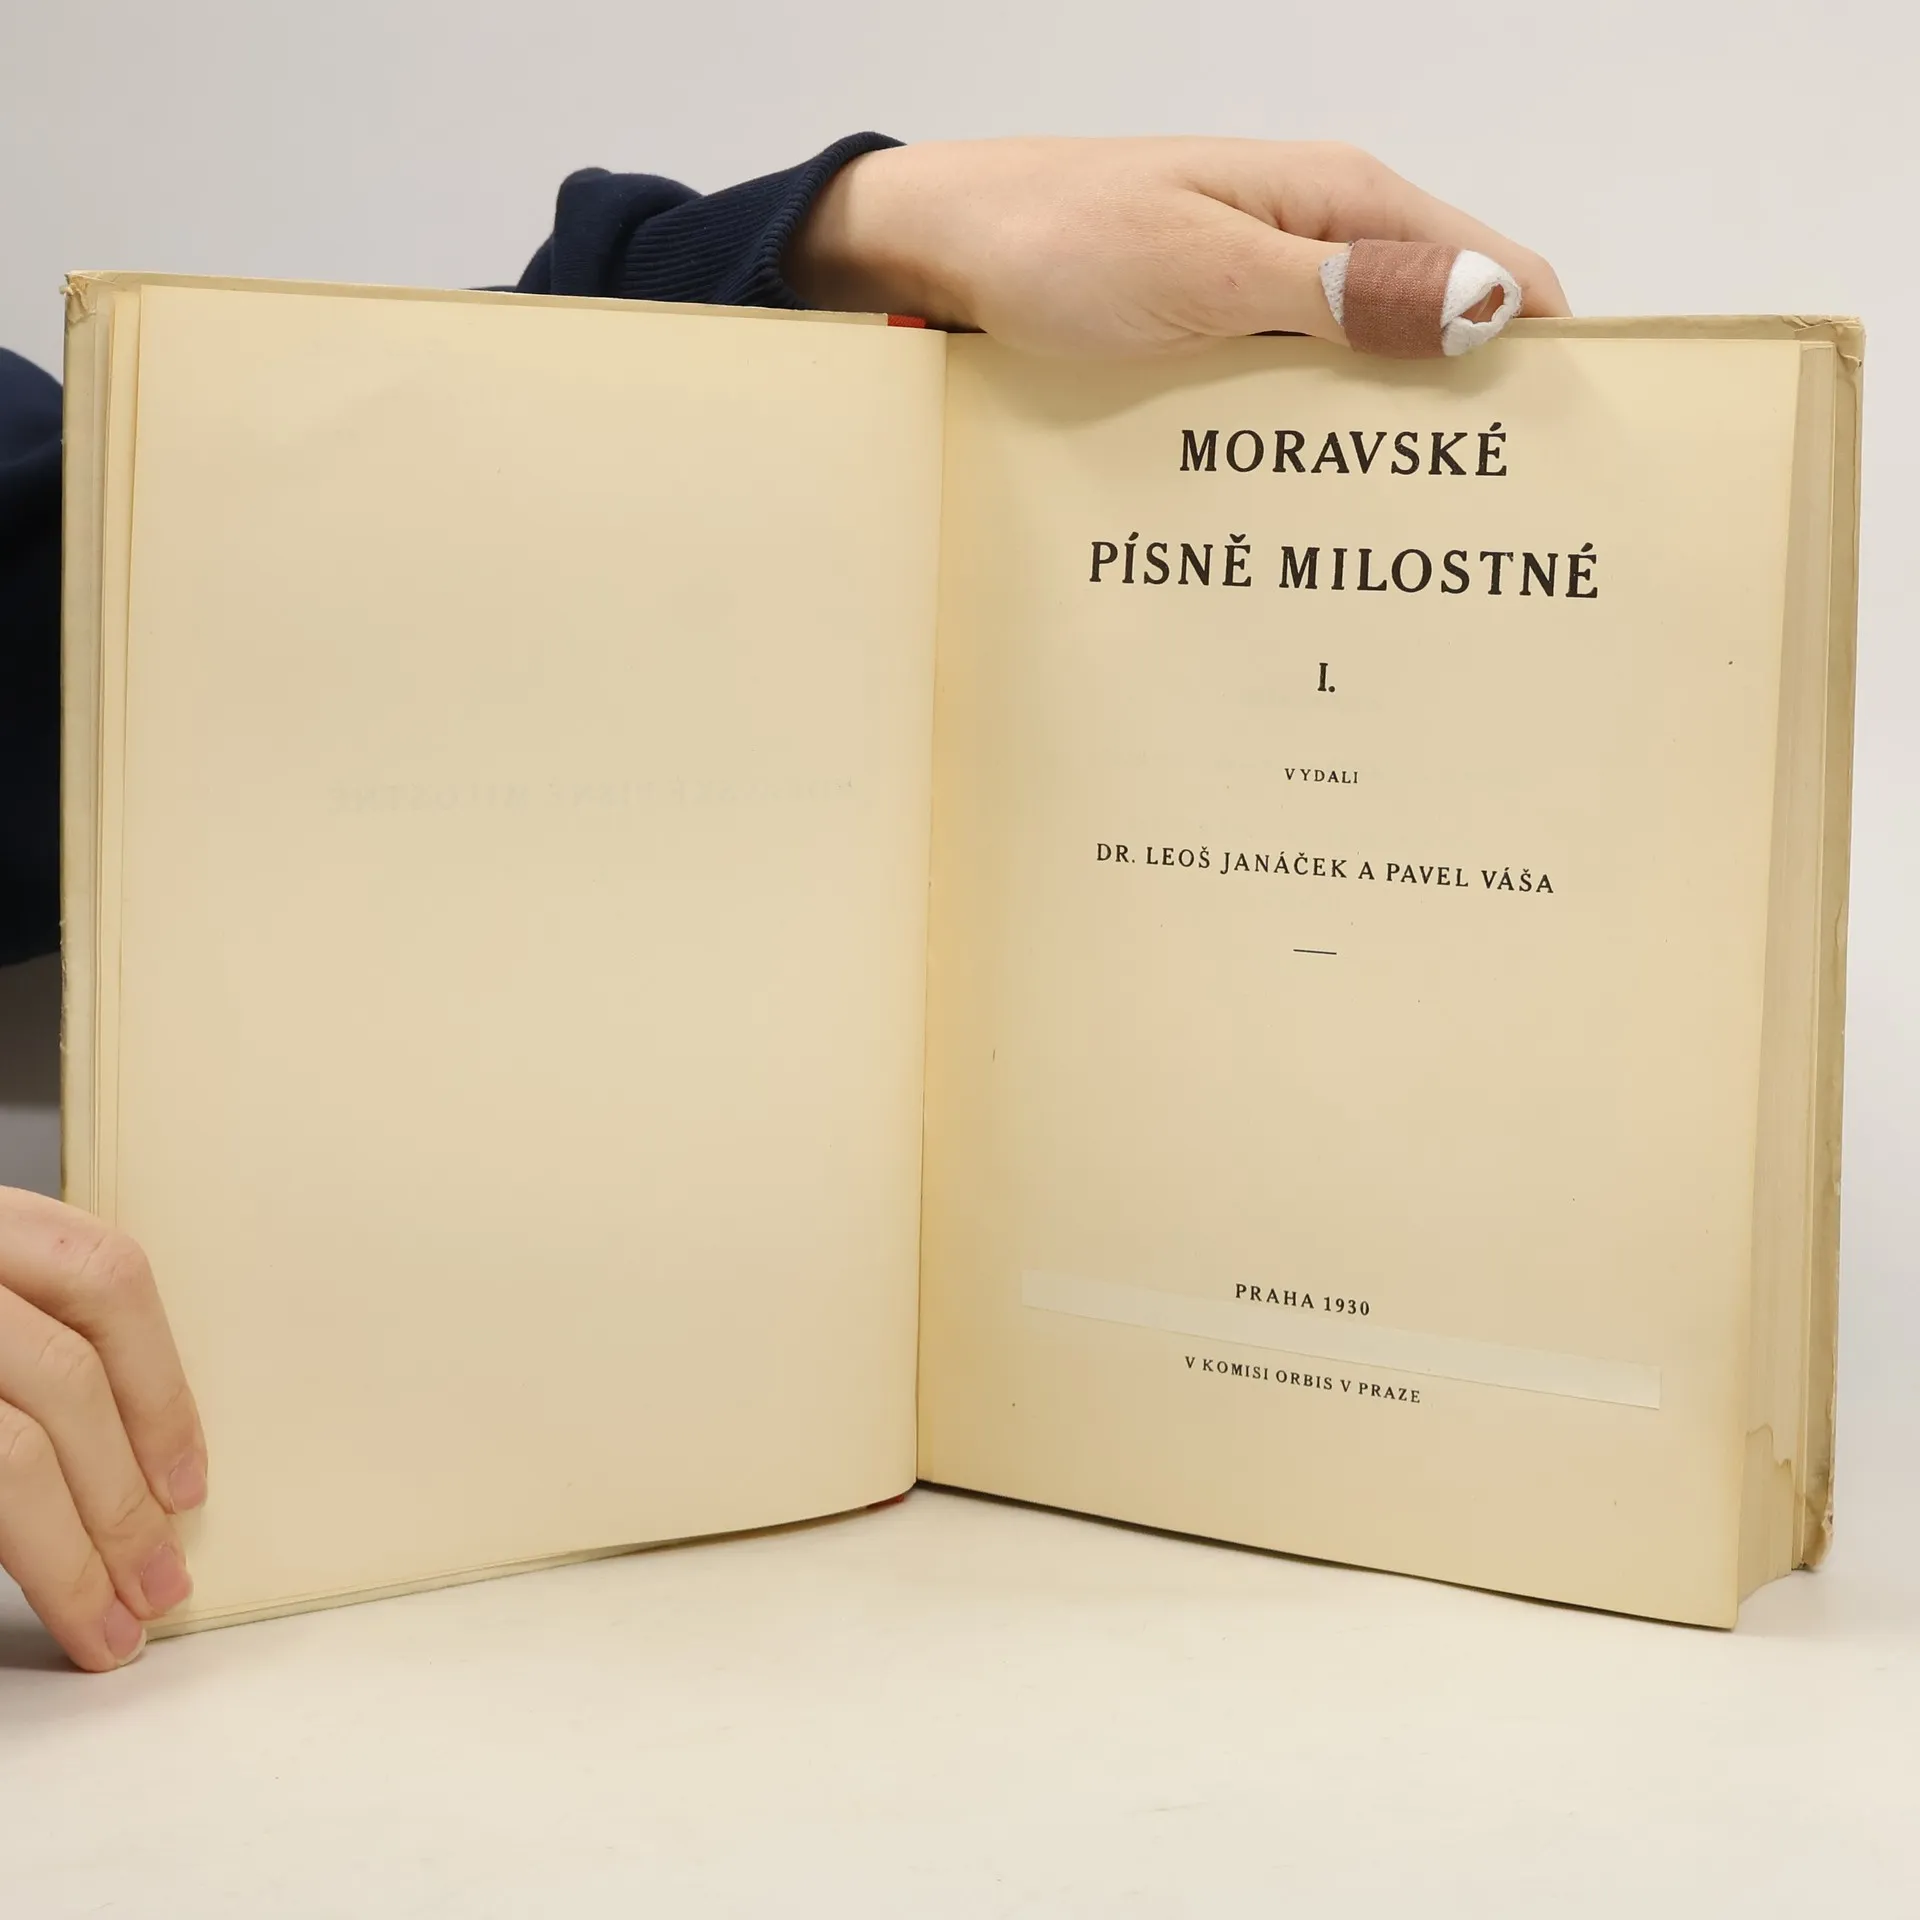 MORAVSKÉ
PÍSNĚ MILOSTNÉ
I.
VYDALI
DR. LEOŠ JANÁČEK A PAVEL VÁŠA
PRAHA 1930
V KOMISI ORBIS V PRAZE